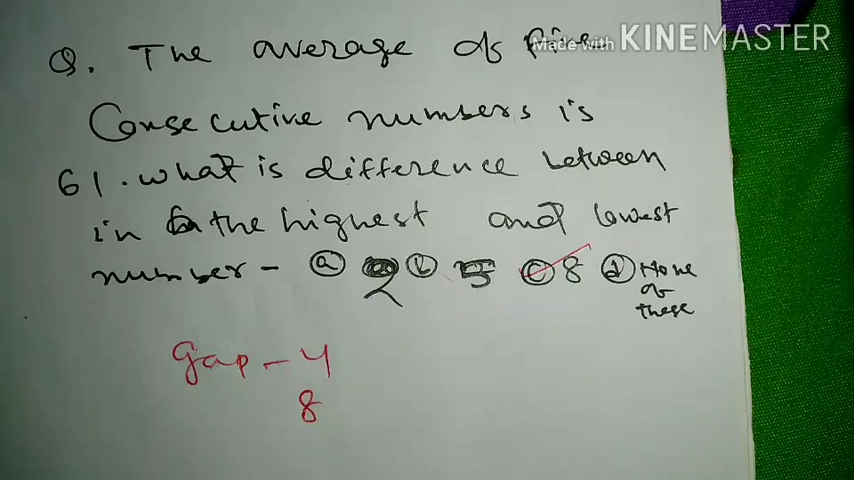 Q. The average of five
Made with KINEMASTER
Consecutive numbers is
61. what is difference between
in the highest and lowest
number - (a) 2 (b) 5 (c) 8 (d) None
of
these
gap - 4
8